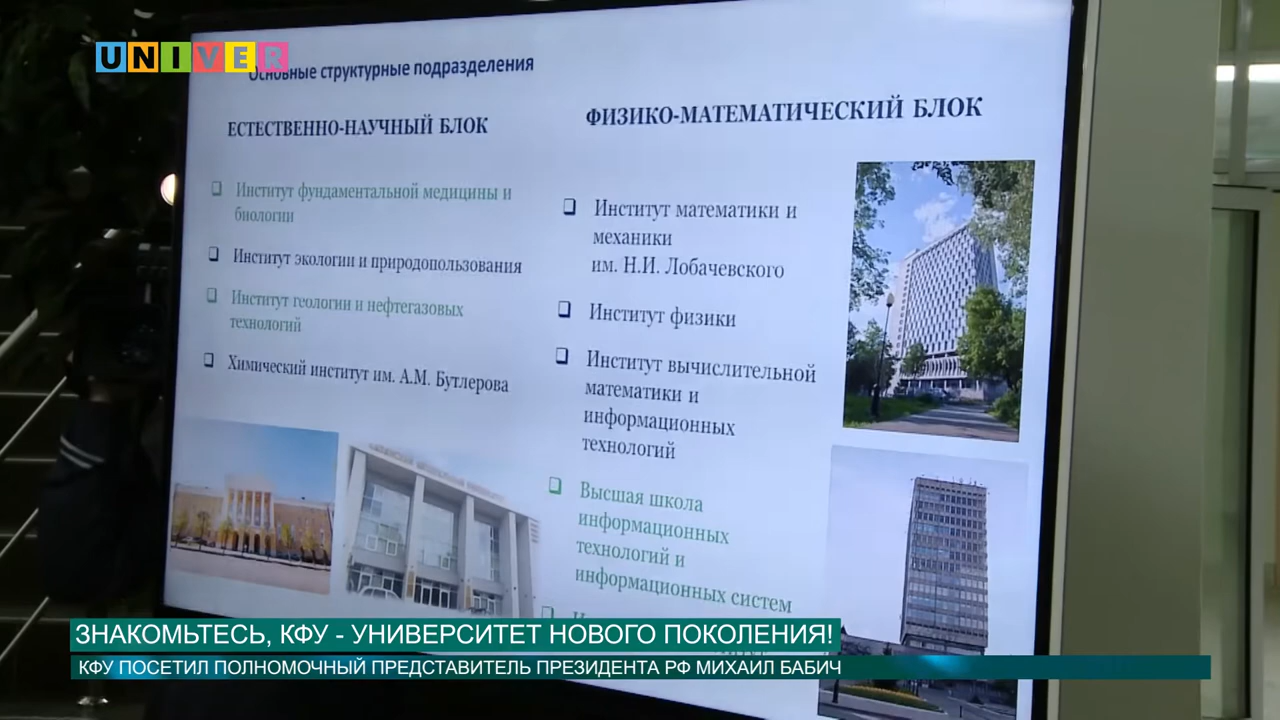 UNIVER
Основные структурные подразделения
ЕСТЕСТВЕННО-НАУЧНЫЙ БЛОК
Институт фундаментальной медицины и
биологии
Институт экологии и природопользования
Институт геологии и нефтегазовых
технологий
Химический институт им. А.М. Бутлерова
ФИЗИКО-МАТЕМАТИЧЕСКИЙ БЛОК
Институт математики и
механики
им. Н.И. Лобачевского
Институт физики
Институт вычислительной
математики и
информационных
технологий
Высшая школа
информационных
технологий и
информационных систем
ЗНАКОМЬТЕСЬ, КФУ - УНИВЕРСИТЕТ НОВОГО ПОКОЛЕНИЯ!
КФУ ПОСЕТИЛ ПОЛНОМОЧНЫЙ ПРЕДСТАВИТЕЛЬ ПРЕЗИДЕНТА РФ МИХАИЛ БАБИЧ